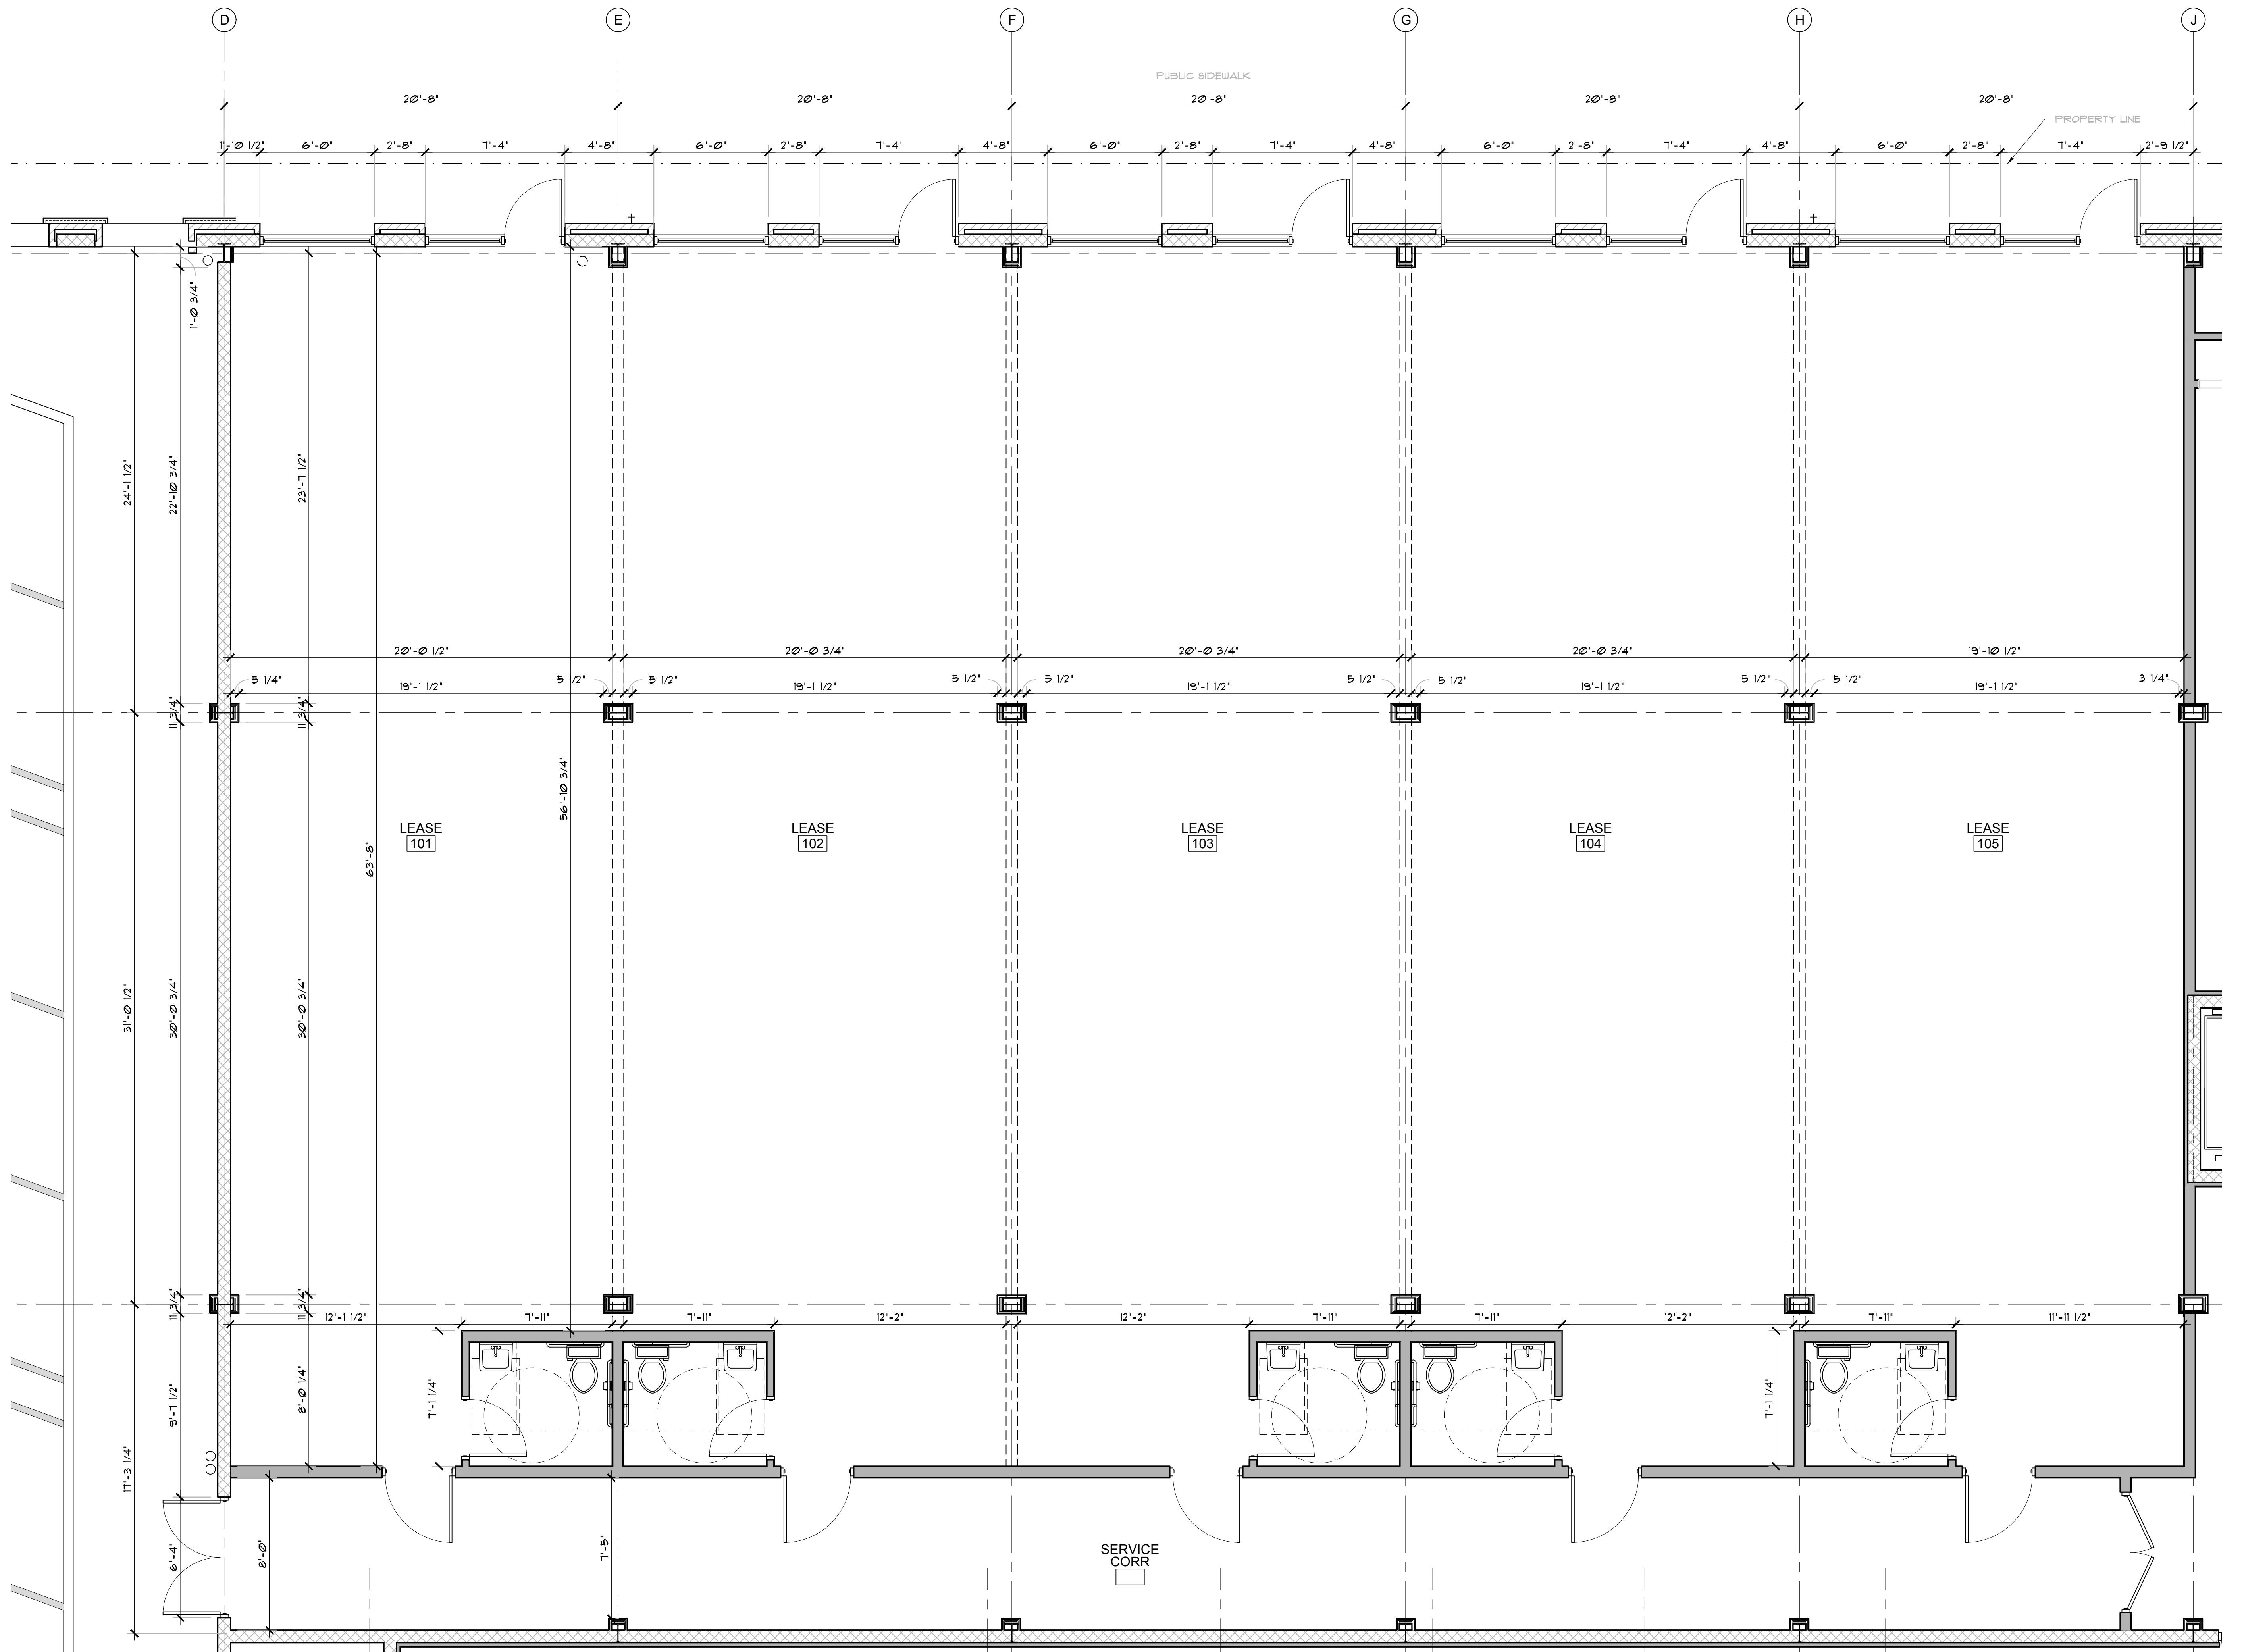 D E F G H J
PUBLIC SIDEWALK
20'-8" 20'-8" 20'-8" 20'-8" 20'-8"
PROPERTY LINE
1'-10 1/2" 6'-0" 2'-8" 7'-4" 4'-8" 6'-0" 2'-8" 7'-4" 4'-8" 6'-0" 2'-8" 7'-4" 4'-8" 6'-0" 2'-8" 7'-4" 4'-8" 6'-0" 2'-8" 7'-4" 2'-9 1/2"
1'-0 3/4"
24'-1 1/2"
22'-10 3/4"
23'-7 1/2"
20'-0 1/2" 20'-0 3/4" 20'-0 3/4" 20'-0 3/4" 19'-10 1/2"
5 1/4" 5 1/2" 5 1/2" 5 1/2" 5 1/2" 5 1/2" 5 1/2" 5 1/2" 5 1/2" 3 1/4"
19'-1 1/2" 19'-1 1/2" 19'-1 1/2" 19'-1 1/2" 19'-1 1/2"
11 3/4"
11 3/4"
56'-10 3/4"
63'-8"
LEASE
101
LEASE
102
LEASE
103
LEASE
104
LEASE
105
31'-0 1/2"
30'-0 3/4"
30'-0 3/4"
11 3/4"
11 3/4"
12'-1 1/2" 7'-11" 7'-11" 12'-2" 12'-2" 7'-11" 7'-11" 12'-2" 7'-11" 11'-11 1/2"
9'-7 1/2"
8'-0 1/4"
7'-1 1/4"
7'-1 1/4"
17'-3 1/4"
6'-4"
8'-0"
7'-5"
SERVICE
CORR